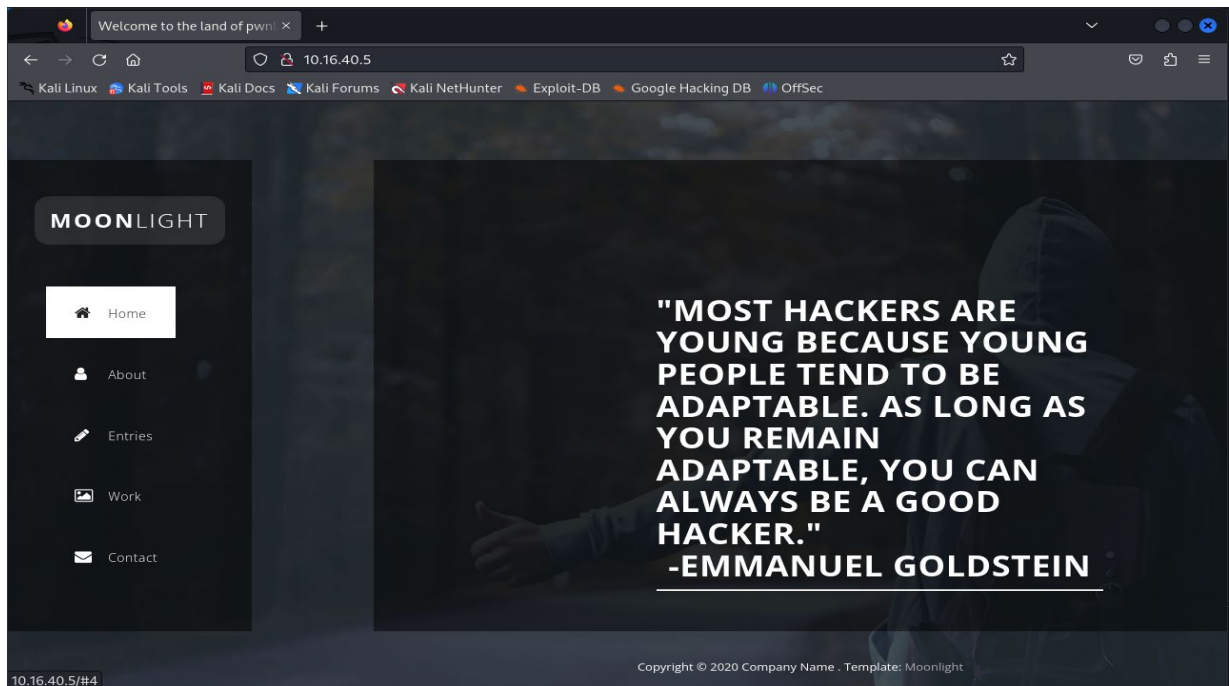 Welcome to the land of pwnl
10.16.40.5
Kali Linux Kali Tools Kali Docs Kali Forums Kali NetHunter Exploit-DB Google Hacking DB OffSec
MOONLIGHT
Home
About
Entries
Work
Contact
"MOST HACKERS ARE
YOUNG BECAUSE YOUNG
PEOPLE TEND TO BE
ADAPTABLE. AS LONG AS
YOU REMAIN
ADAPTABLE, YOU CAN
ALWAYS BE A GOOD
HACKER."
-EMMANUEL GOLDSTEIN
Copyright © 2020 Company Name . Template: Moonlight
10.16.40.5/#4